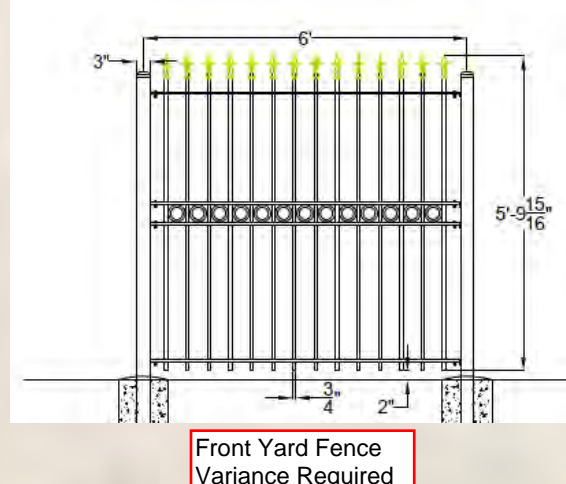 6'
3"
5'-9 15/16"
3/4"
2"
Front Yard Fence
Variance Required